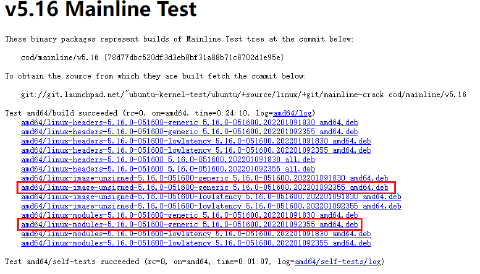 v5.16 Mainline Test
These binary packages represent builds of Mainline Test tree at the commit below:
cod/mainline/v5.16 (78d77dbc520df3d3eb8bf31a88b71c8702d1e95e)
To obtain the source from which they are built fetch the commit below:
git://git.launchpad.net/~ubuntu-kernel-test/ubuntu/+source/linux/+git/mainline-crack cod/mainline/v5.16
Test amd64/build succeeded (rc=0, on=amd64, time=0:24:10, log=amd64/log)
amd64/linux-headers-5.16.0-051600-generic_5.16.0-051600.202201091830_amd64.deb
amd64/linux-headers-5.16.0-051600-generic_5.16.0-051600.202201092355_amd64.deb
amd64/linux-headers-5.16.0-051600-lowlatency_5.16.0-051600.202201091830_amd64.deb
amd64/linux-headers-5.16.0-051600-lowlatency_5.16.0-051600.202201092355_amd64.deb
amd64/linux-headers-5.16.0-051600_5.16.0-051600.202201091830_all.deb
amd64/linux-headers-5.16.0-051600_5.16.0-051600.202201092355_all.deb
amd64/linux-image-unsigned-5.16.0-051600-generic_5.16.0-051600.202201091830_amd64.deb
amd64/linux-image-unsigned-5.16.0-051600-generic_5.16.0-051600.202201092355_amd64.deb
amd64/linux-image-unsigned-5.16.0-051600-lowlatency_5.16.0-051600.202201091830_amd64.deb
amd64/linux-image-unsigned-5.16.0-051600-lowlatency_5.16.0-051600.202201092355_amd64.deb
amd64/linux-modules-5.16.0-051600-generic_5.16.0-051600.202201091830_amd64.deb
amd64/linux-modules-5.16.0-051600-generic_5.16.0-051600.202201092355_amd64.deb
amd64/linux-modules-5.16.0-051600-lowlatency_5.16.0-051600.202201091830_amd64.deb
amd64/linux-modules-5.16.0-051600-lowlatency_5.16.0-051600.202201092355_amd64.deb
Test amd64/self-tests succeeded (rc=0, on=amd64, time=0:01:07, log=amd64/self-tests/log)